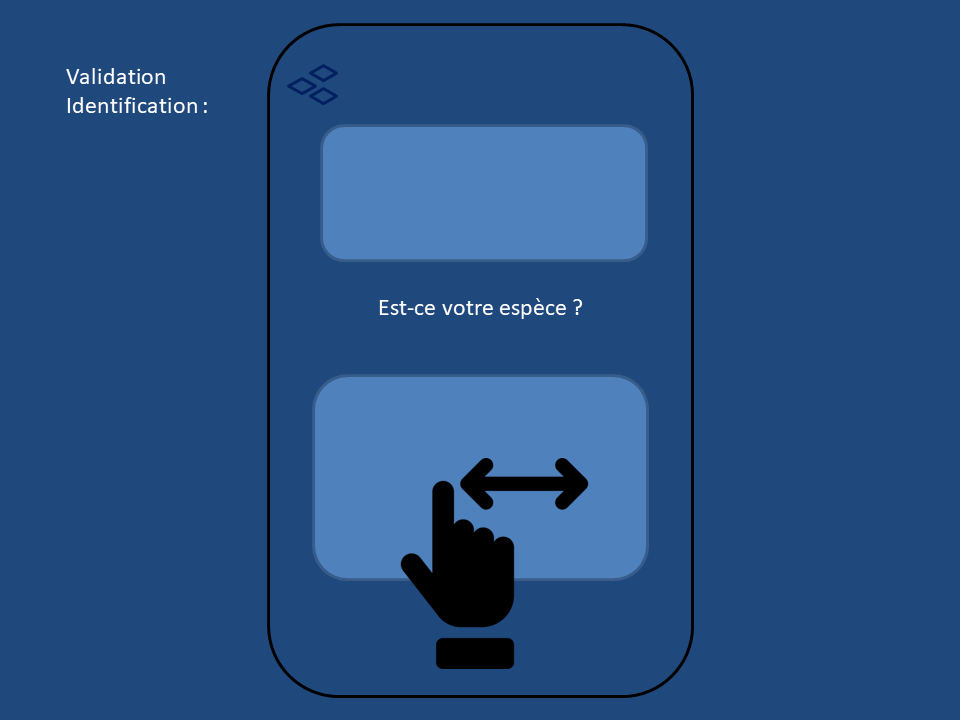 Validation
Identification :
Est-ce votre espèce ?